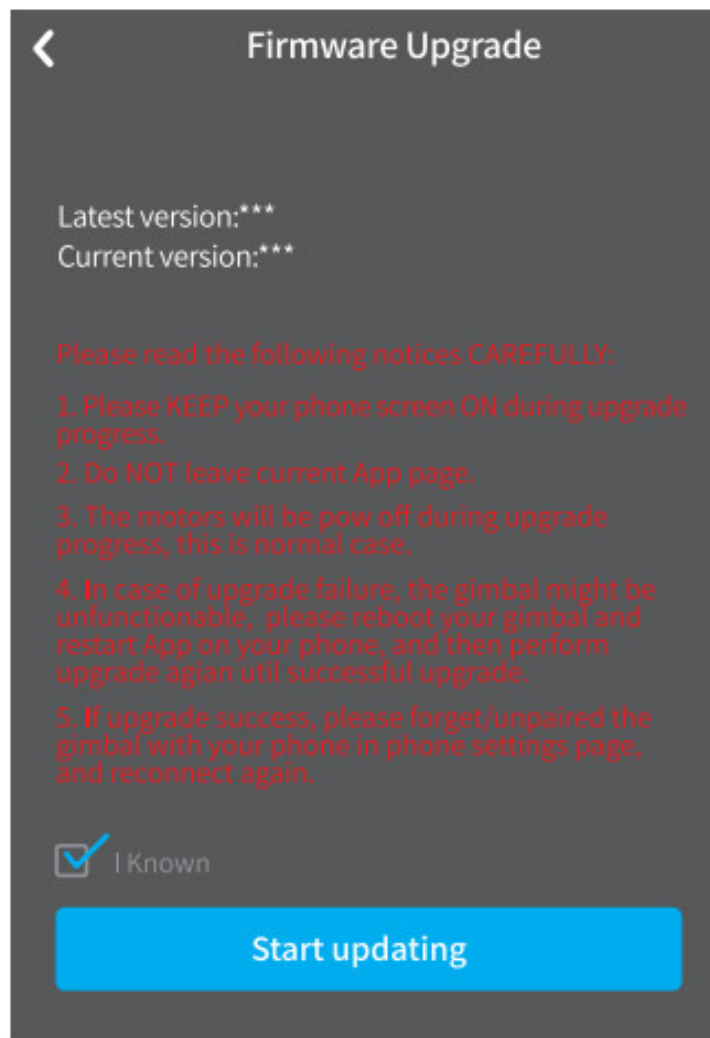 Firmware Upgrade
Latest version:***
Current version:***
Please read the following notices CAREFULLY:
1. Please KEEP your phone screen ON during upgrade
progress.
2. Do NOT leave current App page.
3. The motors will be pow off during upgrade
progress, this is normal case.
4. In case of upgrade failure, the gimbal might be
unfunctionable,  please reboot your gimbal and
restart App on your phone, and then perform
upgrade agian util successful upgrade.
5. If upgrade success, please forget/unpaired the
gimbal with your phone in phone settings page,
and reconnect again.
I Known
Start updating